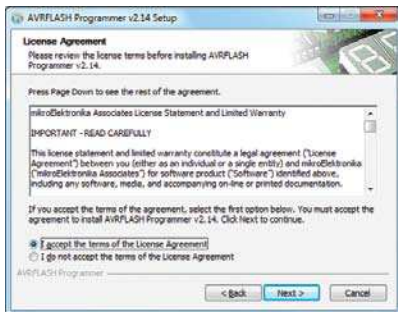 AVRFLASH Programmer v2.14 Setup
License Agreement
Please review the license terms before installing AVRFLASH
Programmer v2.14.
Press Page Down to see the rest of the agreement.
mikroElektronika Associates License Statement and Limited Warranty
IMPORTANT - READ CAREFULLY
This license statement and limited warranty constitute a legal agreement ("License
Agreement") between you (either as an individual or a single entity) and mikroElektronika
("mikroElektronika Associates") for software product ("Software") identified above,
including any software, media, and accompanying on-line or printed documentation.
If you accept the terms of the agreement, select the first option below. You must accept the
agreement to install AVRFLASH Programmer v2.14. Click Next to continue.
I accept the terms of the License Agreement
I do not accept the terms of the License Agreement
AVRFLASH Programmer
< Back Next > Cancel